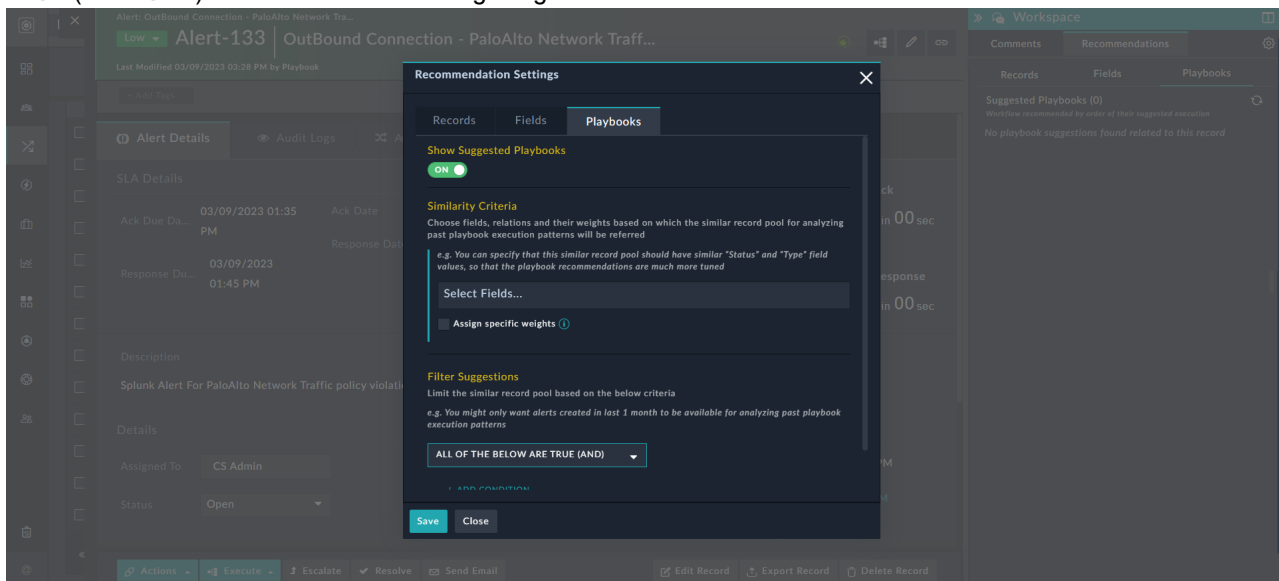 Alert: OutBound Connection - PaloAlto Network Tra...
Low
Alert-133 OutBound Connection - PaloAlto Network Traff...
Last Modified 03/09/2023 03:28 PM by Playbook
+ Add Tags
Alert Details
Audit Logs
SLA Details
Ack Due Da...
03/09/2023 01:35 PM
Ack Date
Response Date
Response Du...
03/09/2023 01:45 PM
00 sec
00 sec
Description
Splunk Alert For PaloAlto Network Traffic policy violati
Details
Assigned To
CS Admin
Status
Open
Actions
Execute
Escalate
Resolve
Send Email
Edit Record
Export Record
Delete Record
Recommendation Settings
Records
Fields
Playbooks
Show Suggested Playbooks
ON
Similarity Criteria
Choose fields, relations and their weights based on which the similar record pool for analyzing
past playbook execution patterns will be referred
e.g. You can specify that this similar record pool should have similar "Status" and "Type" field
values, so that the playbook recommendations are much more tuned
Select Fields...
Assign specific weights
Filter Suggestions
Limit the similar record pool based on the below criteria
e.g. You might only want alerts created in last 1 month to be available for analyzing past playbook
execution patterns
ALL OF THE BELOW ARE TRUE (AND)
+ ADD CONDITION
Save
Close
Workspace
Comments
Recommendations
Records
Fields
Playbooks
Suggested Playbooks (0)
Workflow recommended by order of their suggested execution
No playbook suggestions found related to this record